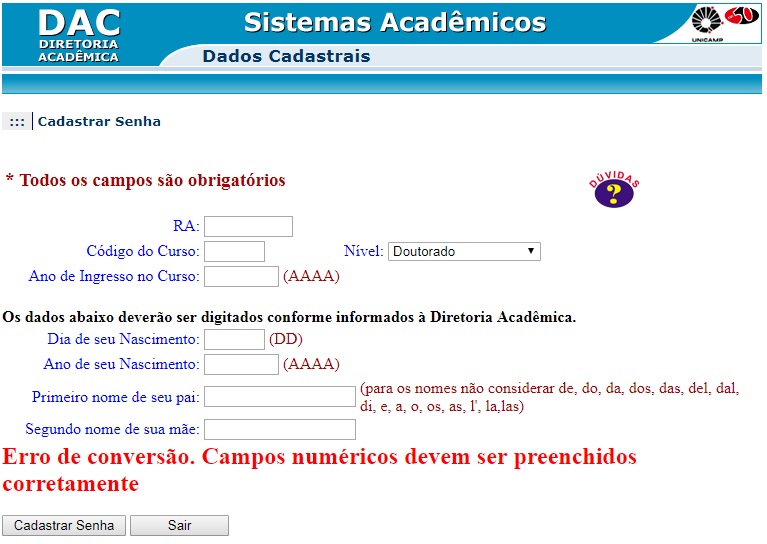 DAC
DIRETORIA
ACADÊMICA
Sistemas Acadêmicos
Dados Cadastrais
UNICAMP
50
::: Cadastrar Senha
* Todos os campos são obrigatórios
DÚVIDAS
?
RA:
Código do Curso:
Nível: Doutorado
Ano de Ingresso no Curso: (AAAA)
Os dados abaixo deverão ser digitados conforme informados à Diretoria Acadêmica.
Dia de seu Nascimento: (DD)
Ano de seu Nascimento: (AAAA)
Primeiro nome de seu pai: (para os nomes não considerar de, do, da, dos, das, del, dal,
di, e, a, o, os, as, l', la,las)
Segundo nome de sua mãe:
Erro de conversão. Campos numéricos devem ser preenchidos
corretamente
Cadastrar Senha
Sair